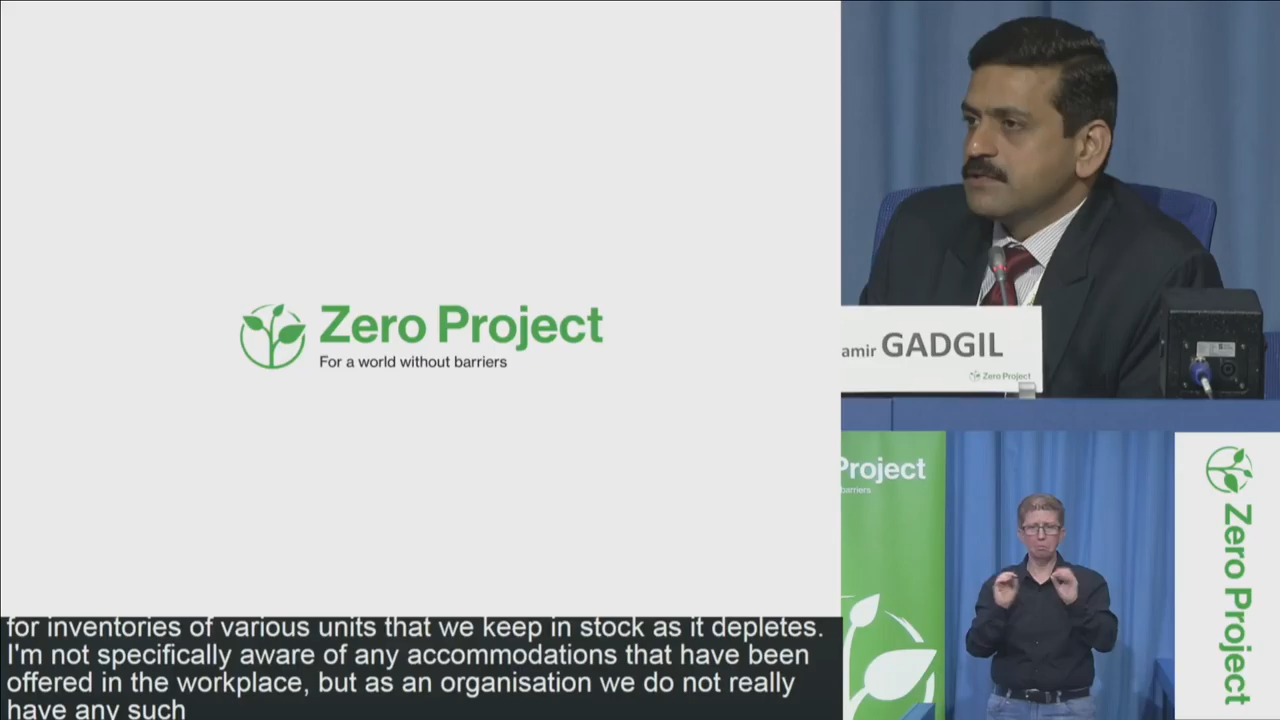 Zero Project
For a world without barriers
amir GADGIL
Zero Project
Project
barriers
Zero Project
for inventories of various units that we keep in stock as it depletes.
I'm not specifically aware of any accommodations that have been
offered in the workplace, but as an organisation we do not really
have any such